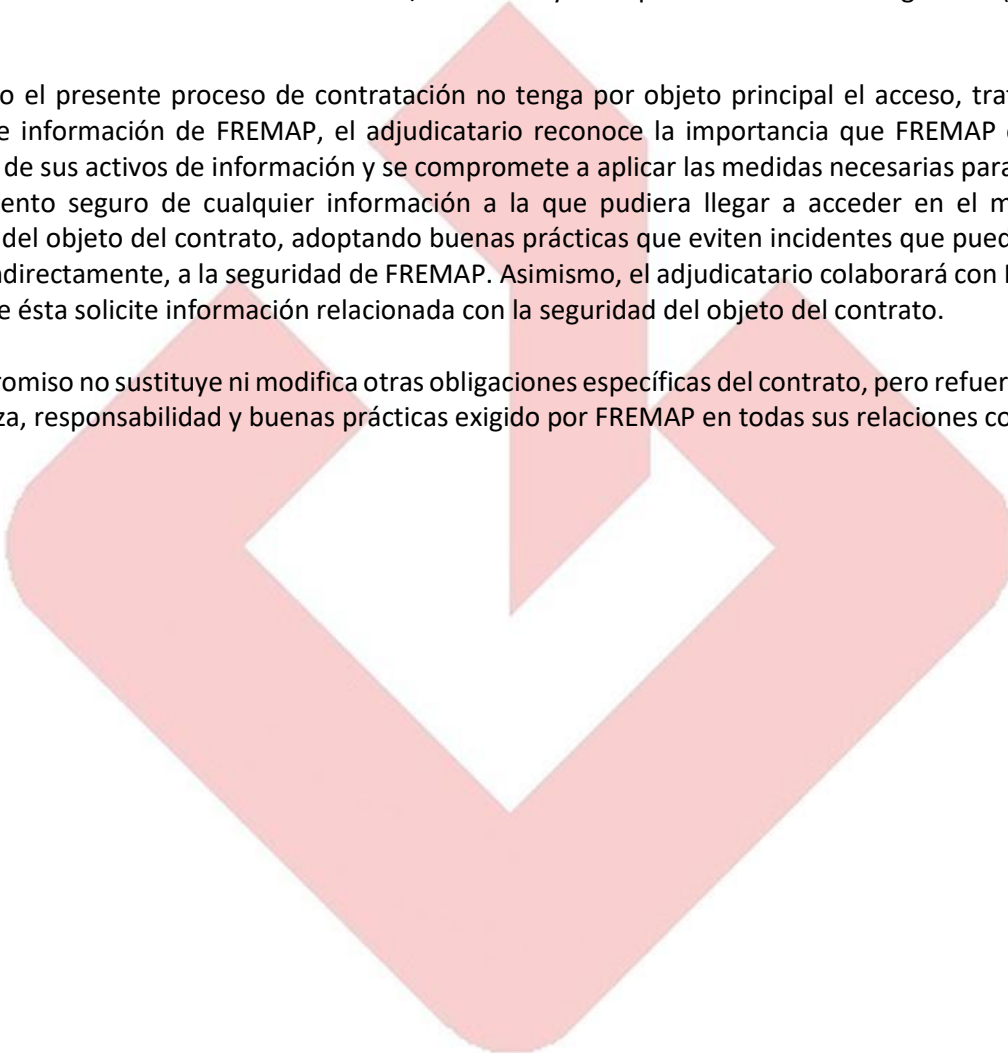 o el presente proceso de contratación no tenga por objeto principal el acceso, trat
e información de FREMAP, el adjudicatario reconoce la importancia que FREMAP
de sus activos de información y se compromete a aplicar las medidas necesarias para
ento seguro de cualquier información a la que pudiera llegar a acceder en el m
del objeto del contrato, adoptando buenas prácticas que eviten incidentes que pued
ndirectamente, a la seguridad de FREMAP. Asimismo, el adjudicatario colaborará con
e ésta solicite información relacionada con la seguridad del objeto del contrato.
romiso no sustituye ni modifica otras obligaciones específicas del contrato, pero refuer
za, responsabilidad y buenas prácticas exigido por FREMAP en todas sus relaciones co